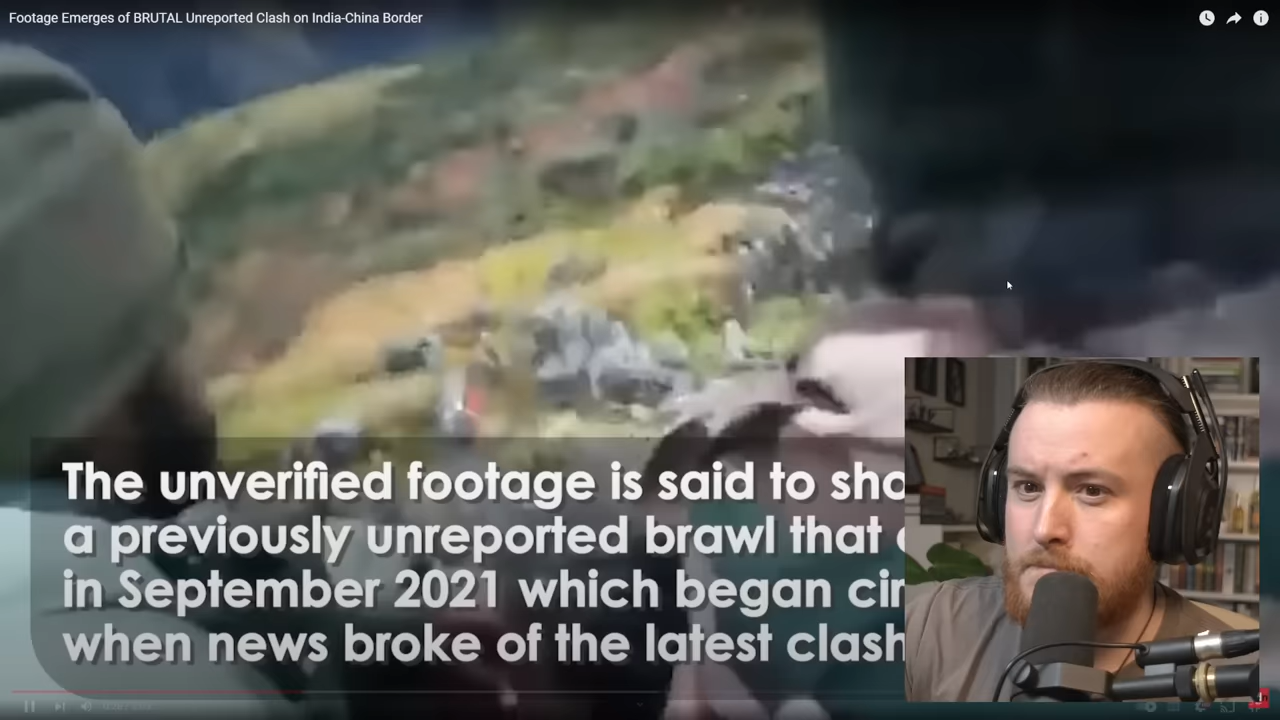 Footage Emerges of BRUTAL Unreported Clash on India-China Border
The unverified footage is said to sho
a previously unreported brawl that
in September 2021 which began cir
when news broke of the latest clash